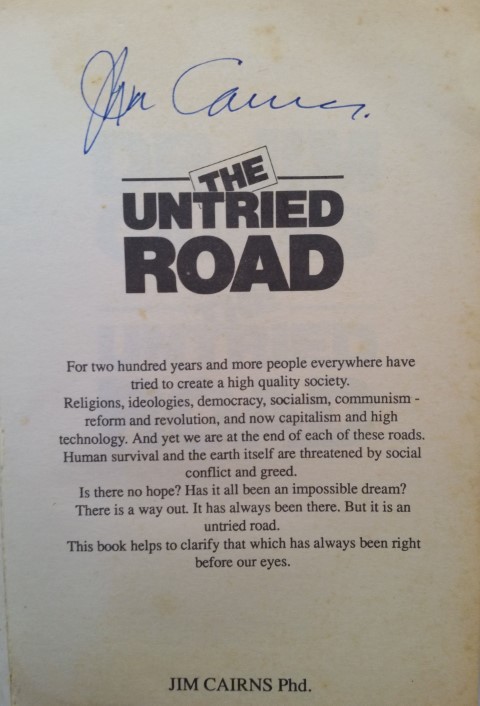 Jim Cairns.
THE
UNTRIED
ROAD
For two hundred years and more people everywhere have
tried to create a high quality society.
Religions, ideologies, democracy, socialism, communism -
reform and revolution, and now capitalism and high
technology. And yet we are at the end of each of these roads.
Human survival and the earth itself are threatened by social
conflict and greed.
Is there no hope? Has it all been an impossible dream?
There is a way out. It has always been there. But it is an
untried road.
This book helps to clarify that which has always been right
before our eyes.
JIM CAIRNS Phd.